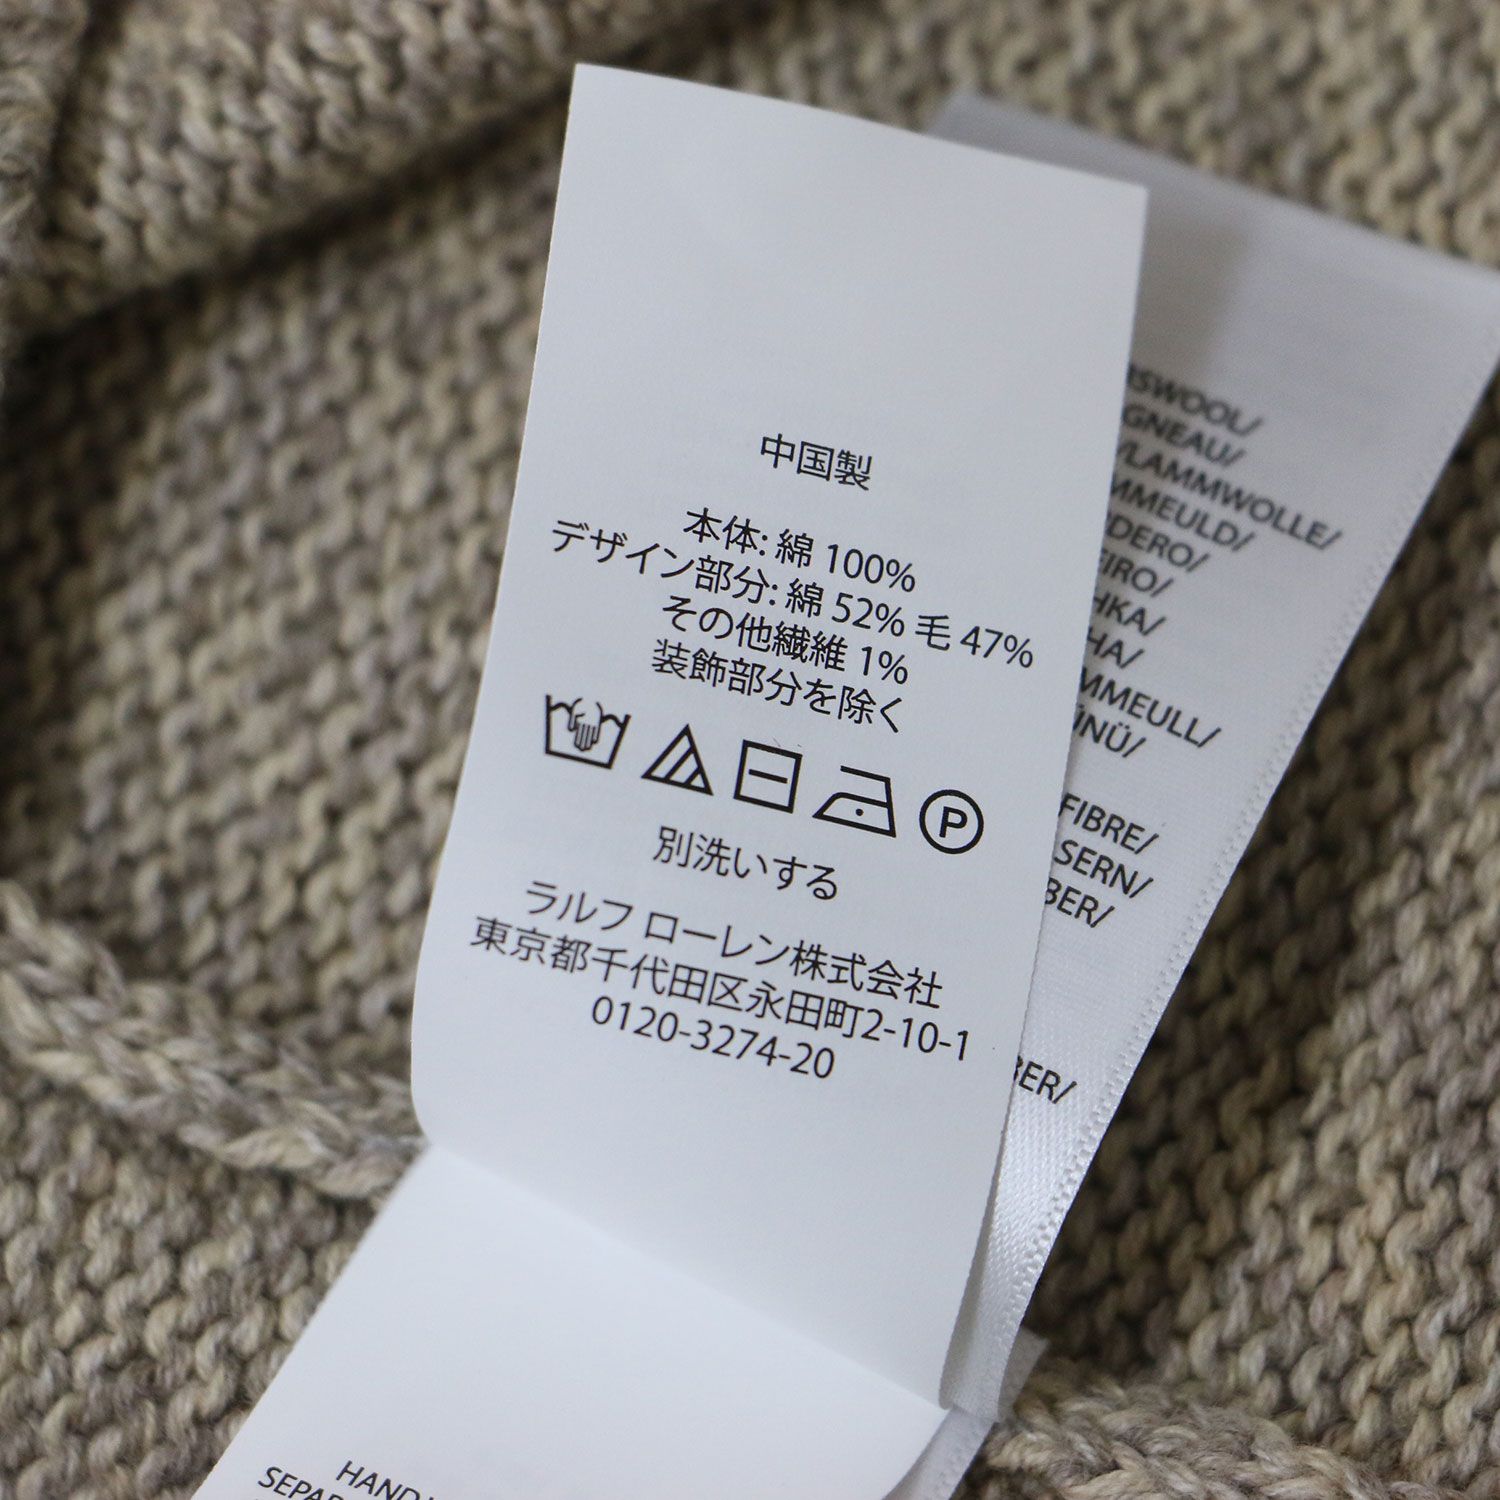 中国製
本体: 綿 100%
デザイン部分: 綿 52% 毛 47%
その他繊維 1%
装飾部分を除く
P
別洗いする
ラルフ ローレン株式会社
東京都千代田区永田町2-10-1
0120-3274-20
LAMMWOLLE/
FIBRE/
HAND